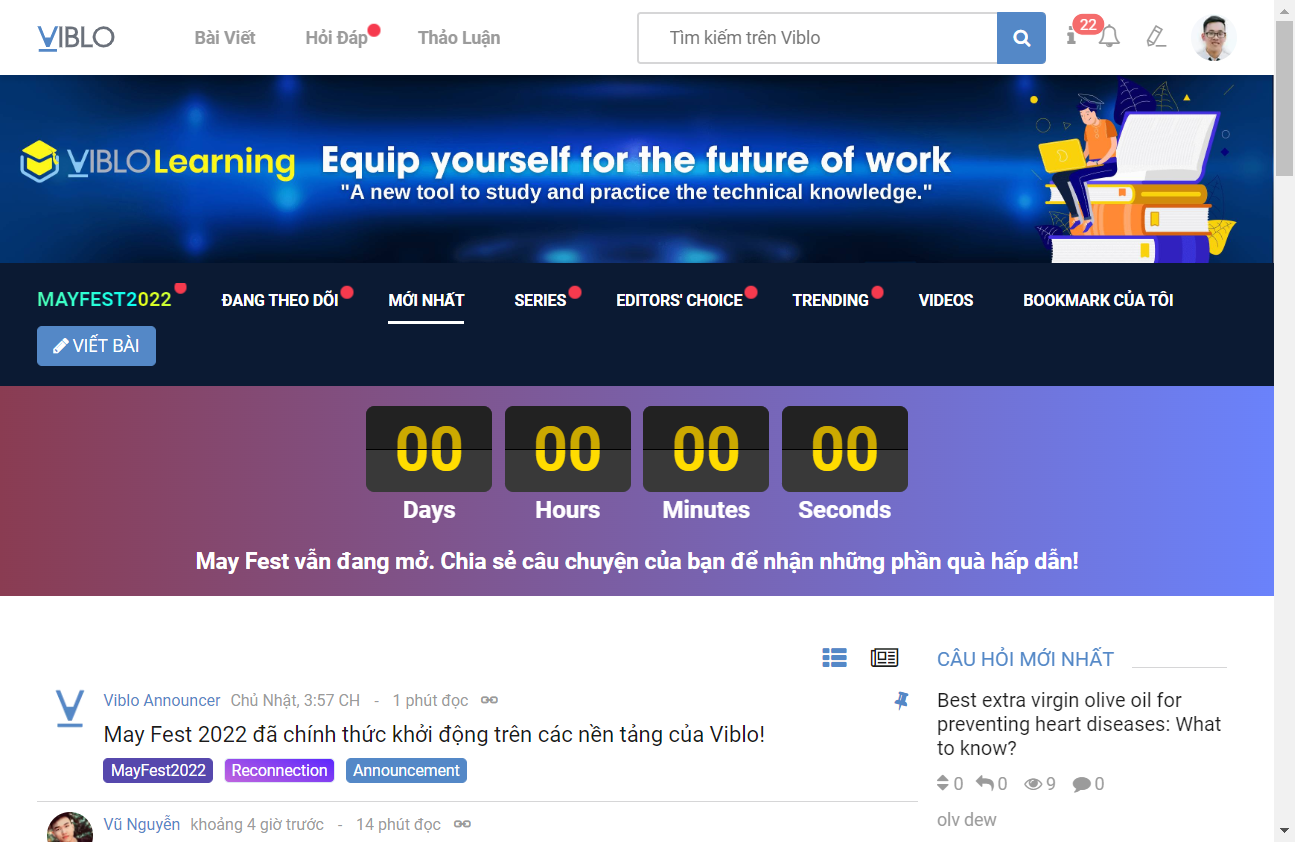 VIBLO
Bài Viết
Hỏi Đáp
Thảo Luận
Tìm kiếm trên Viblo
22
VIBLO Learning
Equip yourself for the future of work
"A new tool to study and practice the technical knowledge."
MAYFEST2022
ĐANG THEO DÕI
MỚI NHẤT
SERIES
EDITORS' CHOICE
TRENDING
VIDEOS
BOOKMARK CỦA TÔI
VIẾT BÀI
00 00 00 00
Days Hours Minutes Seconds
May Fest vẫn đang mở. Chia sẻ câu chuyện của bạn để nhận những phần quà hấp dẫn!
Viblo Announcer Chủ Nhật, 3:57 CH - 1 phút đọc
May Fest 2022 đã chính thức khởi động trên các nền tảng của Viblo!
MayFest2022 Reconnection Announcement
Vũ Nguyễn khoảng 4 giờ trước - 14 phút đọc
CÂU HỎI MỚI NHẤT
Best extra virgin olive oil for
preventing heart diseases: What
to know?
0 0 9 0
olv dew